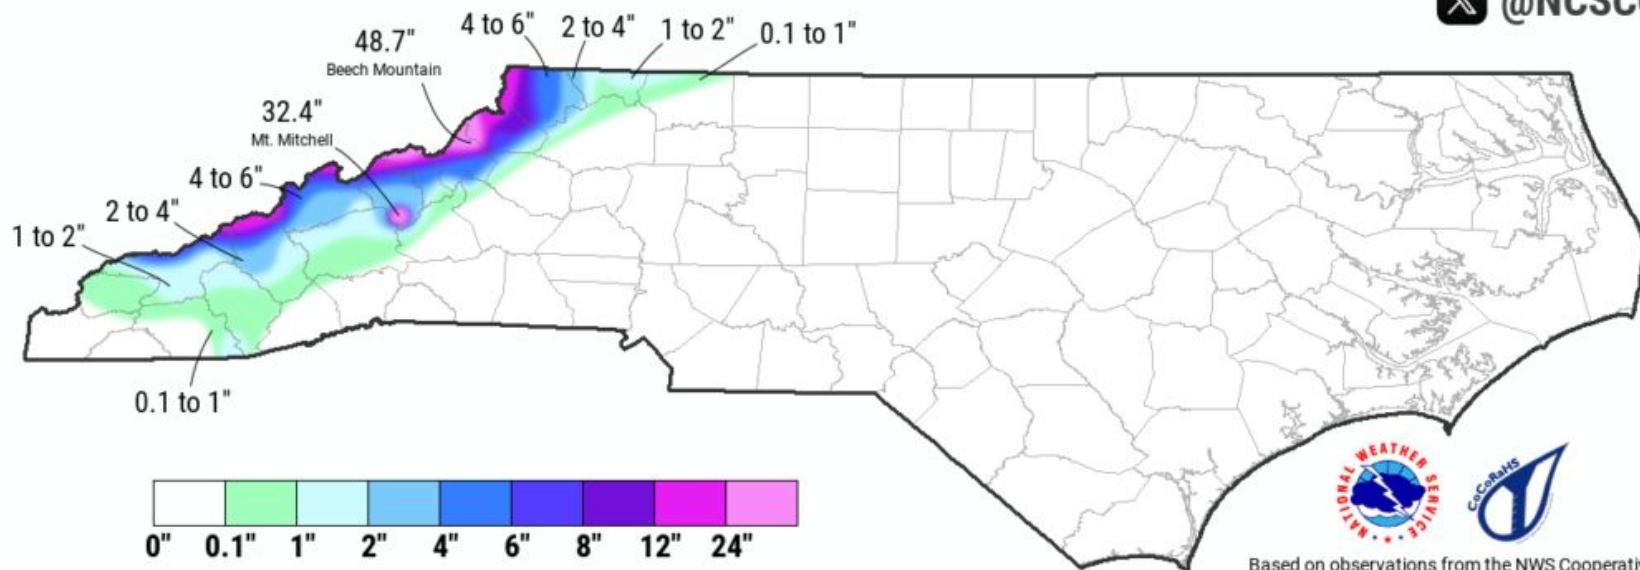 @NCSC
4 to 6"
2 to 4"
1 to 2"
0.1 to 1"
48.7"
Beech Mountain
32.4"
Mt. Mitchell
4 to 6"
2 to 4"
1 to 2"
0.1 to 1"
0" 0.1" 1" 2" 4" 6" 8" 12" 24"
NATIONAL WEATHER SERVICE
CoCoRaHS
Based on observations from the NWS Cooperati